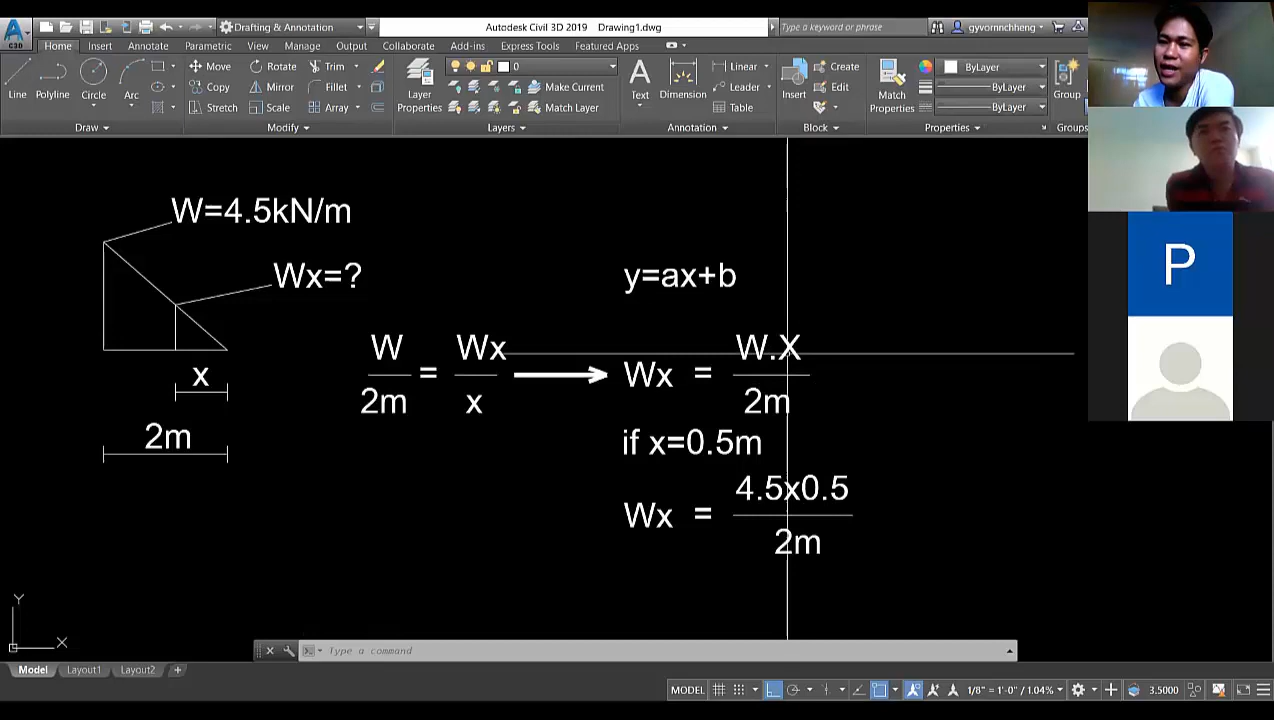 Drafting & Annotation
Autodesk Civil 3D 2019 Drawing1.dwg
Type a keyword or phrase
gyvornnchheng
C3D
Home Insert Annotate Parametric View Manage Output Collaborate Add-ins Express Tools Featured Apps
Line Polyline Circle Arc
Move Rotate Trim
Copy Mirror Fillet
Stretch Scale Array
Layer Properties
0
Make Current
Match Layer
Text Dimension
Linear
Leader
Table
Insert
Create
Edit
Match Properties
ByLayer
ByLayer
ByLayer
Group
Draw Modify Layers Annotation Block Properties Groups
W=4.5kN/m
Wx=?
x
2m
W
2m
=
Wx
x
y=ax+b
Wx = W.X
2m
if x=0.5m
Wx = 4.5x0.5
2m
P
Y
X
Type a command
Model Layout1 Layout2 +
MODEL
1/8" = 1'-0" / 1.04%
3.5000